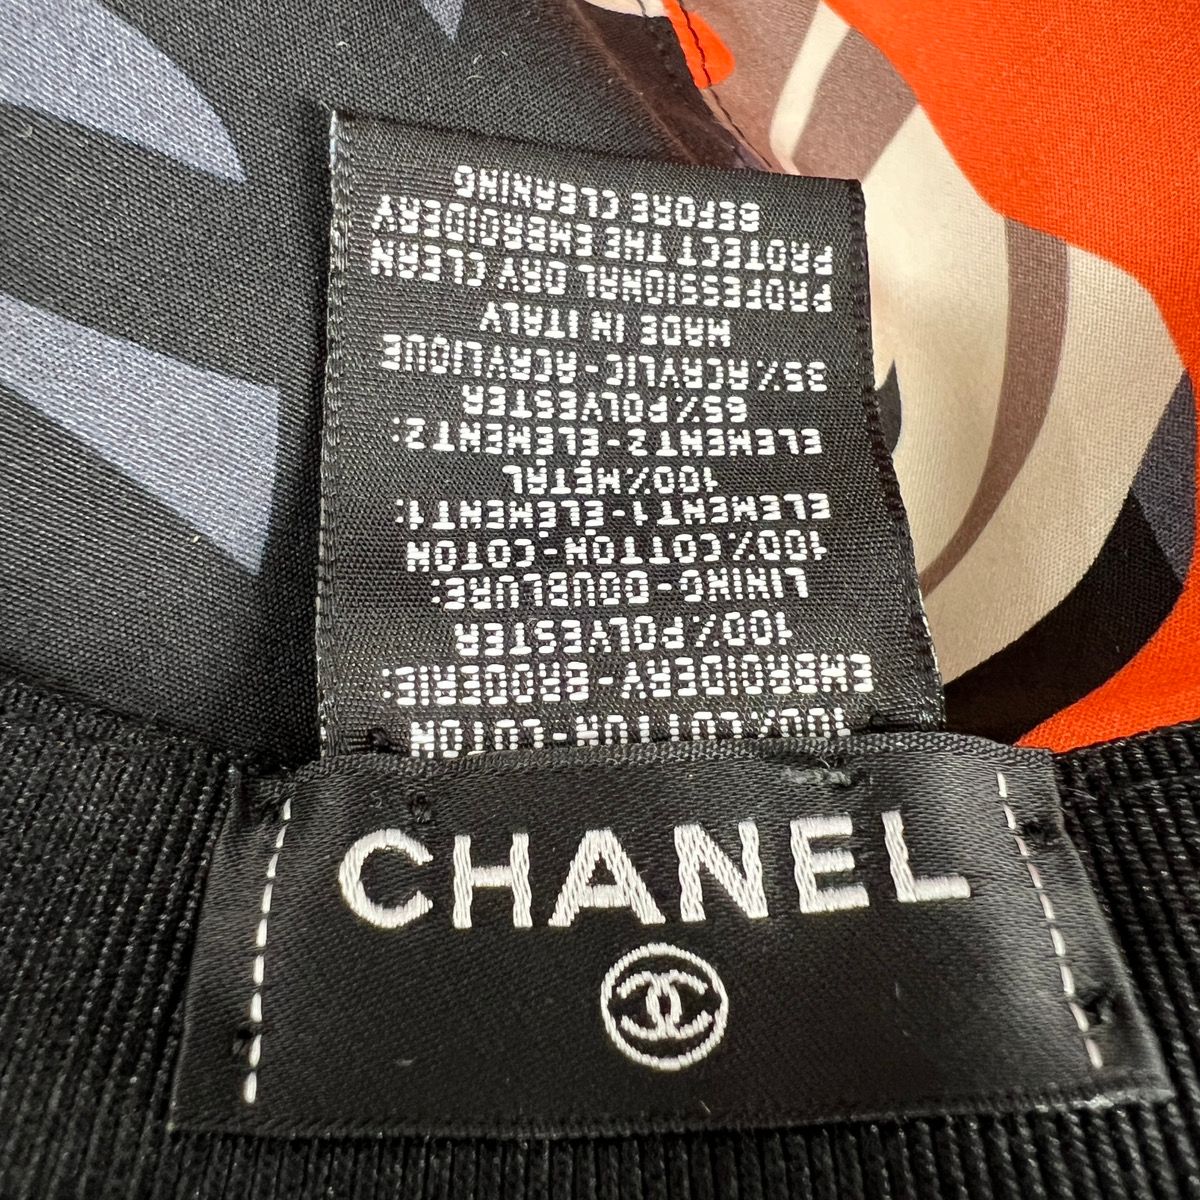 100% COTTON-COTON
EMBROIDERY-BRODERIE:
100% POLYESTER
LINING-DOUBLURE:
100% COTTON-COTON
ELEMENT1-ELEMENT1:
100% METAL
ELEMENT2-ELEMENT2:
65% POLYESTER
35% ACRYLIC-ACRYLIQUE
MADE IN ITALY
PROFESSIONAL DRY CLEAN
PROTECT THE EMBROIDERY
BEFORE CLEANING
CHANEL